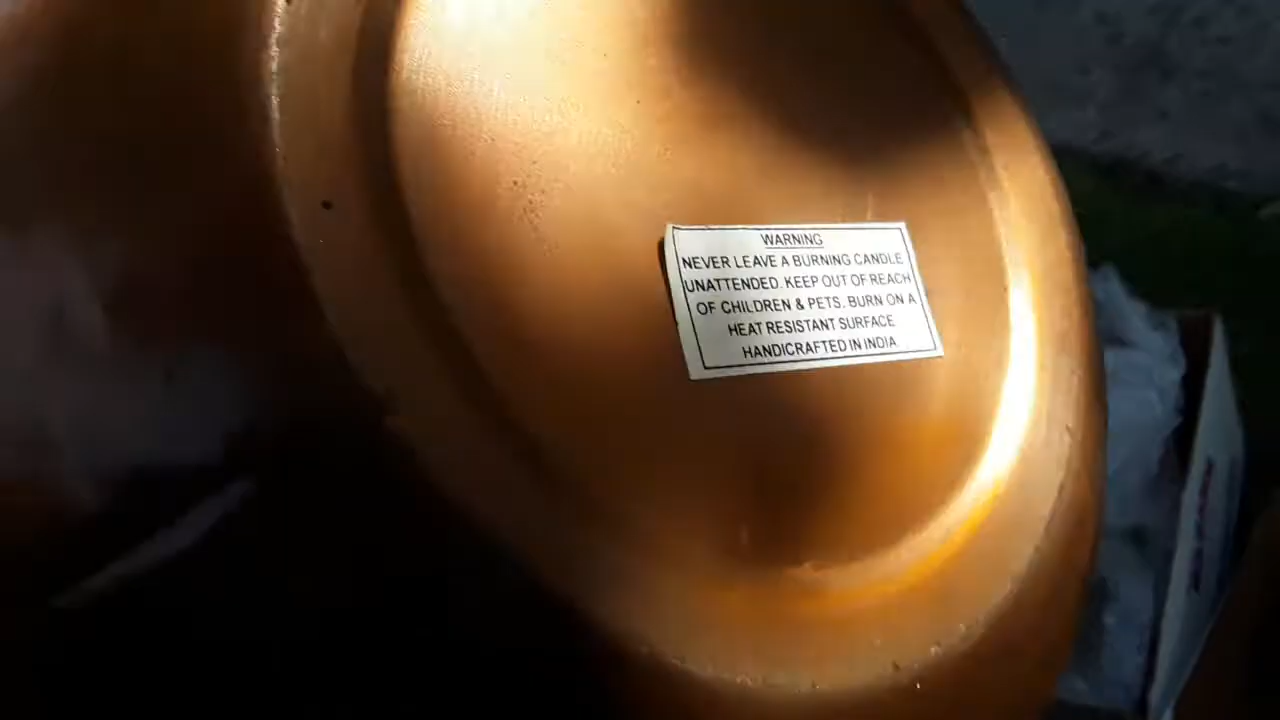 WARNING
NEVER LEAVE A BURNING CANDLE
UNATTENDED. KEEP OUT OF REACH
OF CHILDREN & PETS. BURN ON A
HEAT RESISTANT SURFACE
HANDICRAFTED IN INDIA